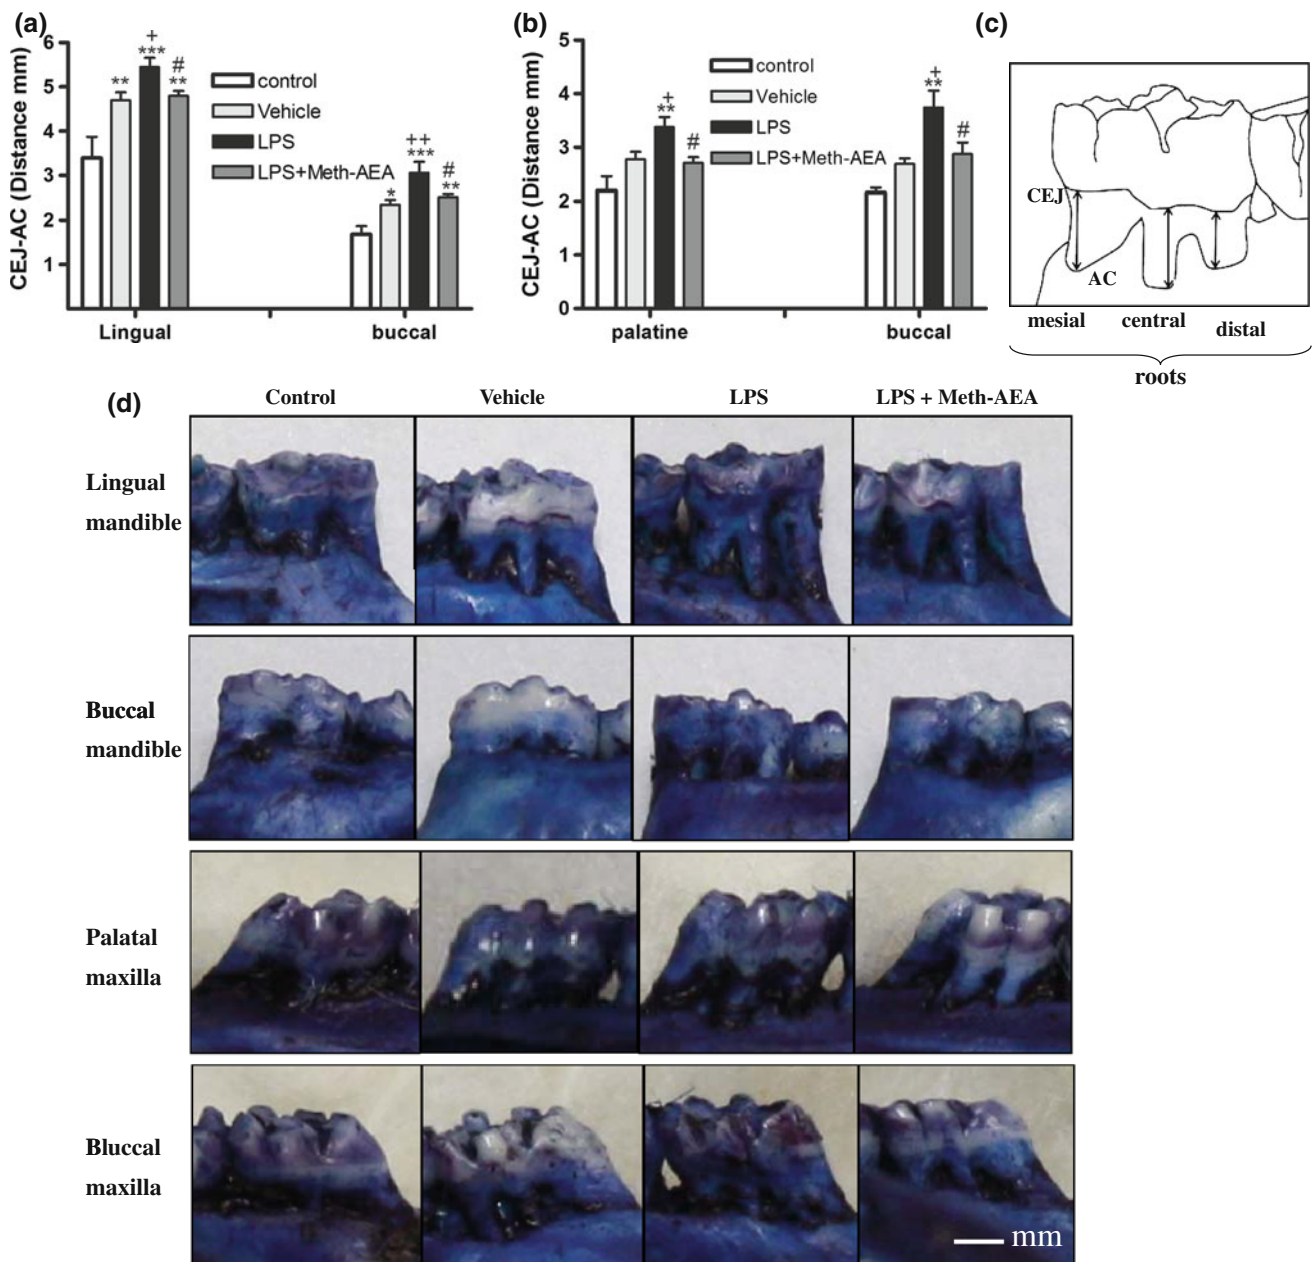 (a)
CEJ-AC (Distance mm)
6
5
4
3
2
1
**
+
***
#
**
*
++
***
#
**
control
Vehicle
LPS
LPS+Meth-AEA
Lingual
buccal
(b)
CEJ-AC (Distance mm)
5
4
3
2
1
0
+
**
#
+
**
#
control
Vehicle
LPS
LPS+Meth-AEA
palatine
buccal
(c)
CEJ
AC
mesial central distal
roots
(d)
Control Vehicle LPS LPS + Meth-AEA
Lingual
mandible
Buccal
mandible
Palatal
maxilla
Bluccal
maxilla
mm